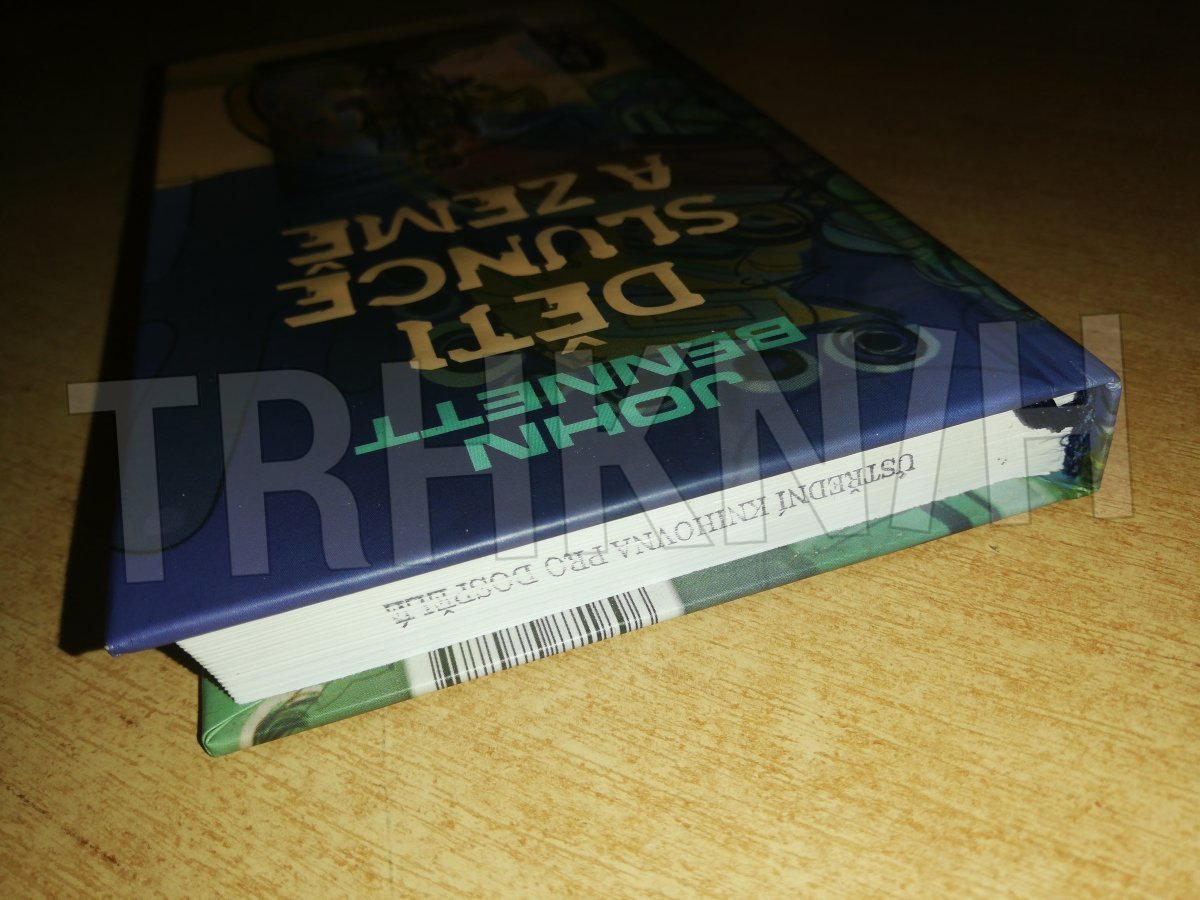 JOHN
BENNETT
DĚTI
SLUNCE
A ZEMĚ
ÚSTŘEDNÍ KNIHOVNA PRO DOSPĚLÉ
TRHKNIH